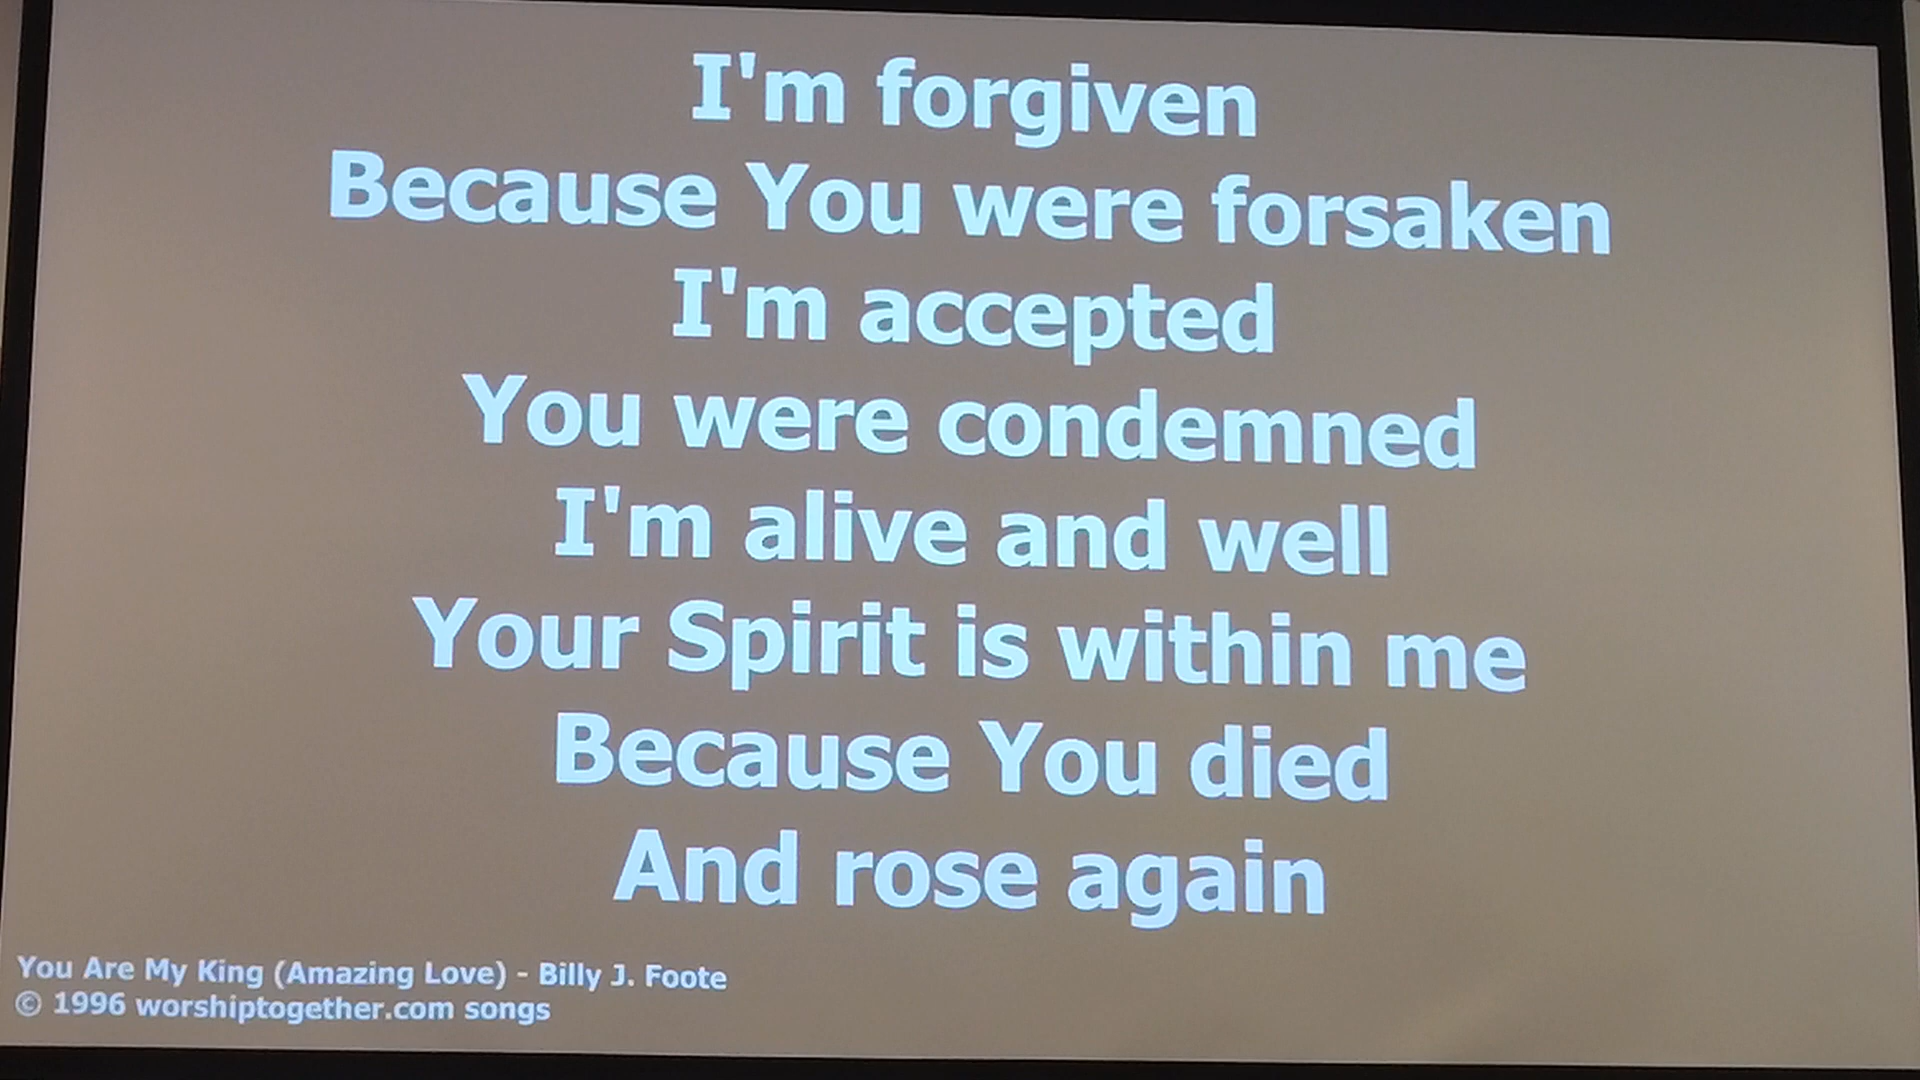 I'm forgiven
Because You were forsaken
I'm accepted
You were condemned
I'm alive and well
Your Spirit is within me
Because You died
And rose again
You Are My King (Amazing Love) - Billy J. Foote
© 1996 worshiptogether.com songs